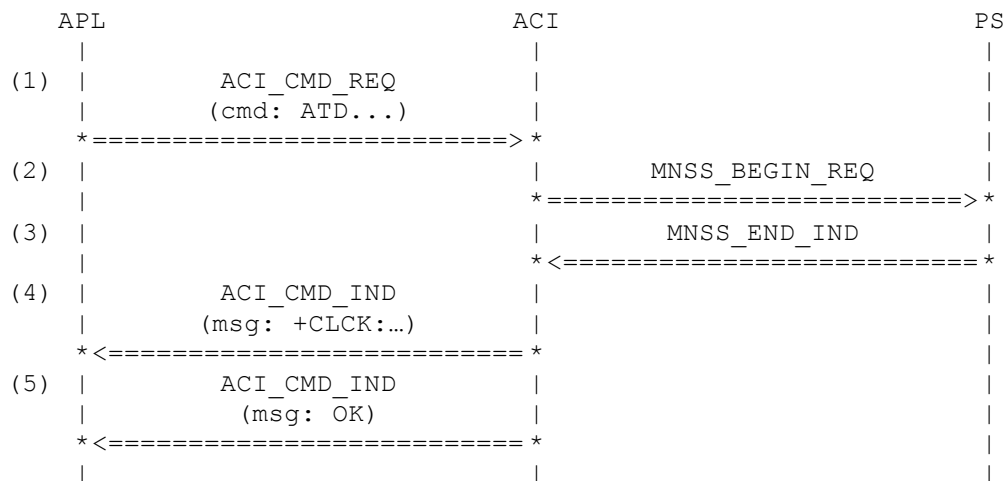 APL ACI PS
(1) ACI_CMD_REQ
(cmd: ATD...)
(2) MNSS_BEGIN_REQ
(3) MNSS_END_IND
(4) ACI_CMD_IND
(msg: +CLCK:…)
(5) ACI_CMD_IND
(msg: OK)